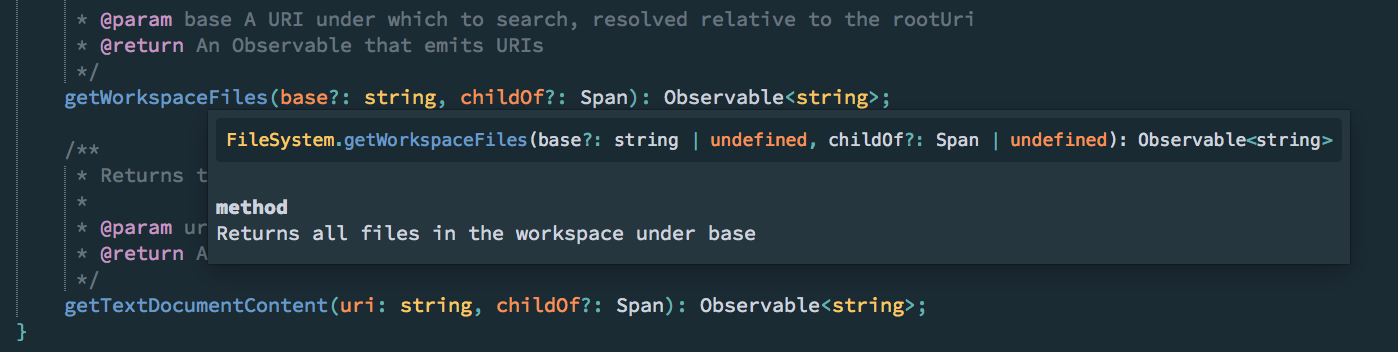 * @param base A URI under which to search, resolved relative to the rootUri
* @return An Observable that emits URIs
*/
getWorkspaceFiles(base?: string, childOf?: Span): Observable<string>;
FileSystem.getWorkspaceFiles(base?: string | undefined, childOf?: Span | undefined): Observable<string>
method
Returns all files in the workspace under base
/**
* Returns
*
* @param
* @return
*/
getTextDocumentContent(uri: string, childOf?: Span): Observable<string>;
}